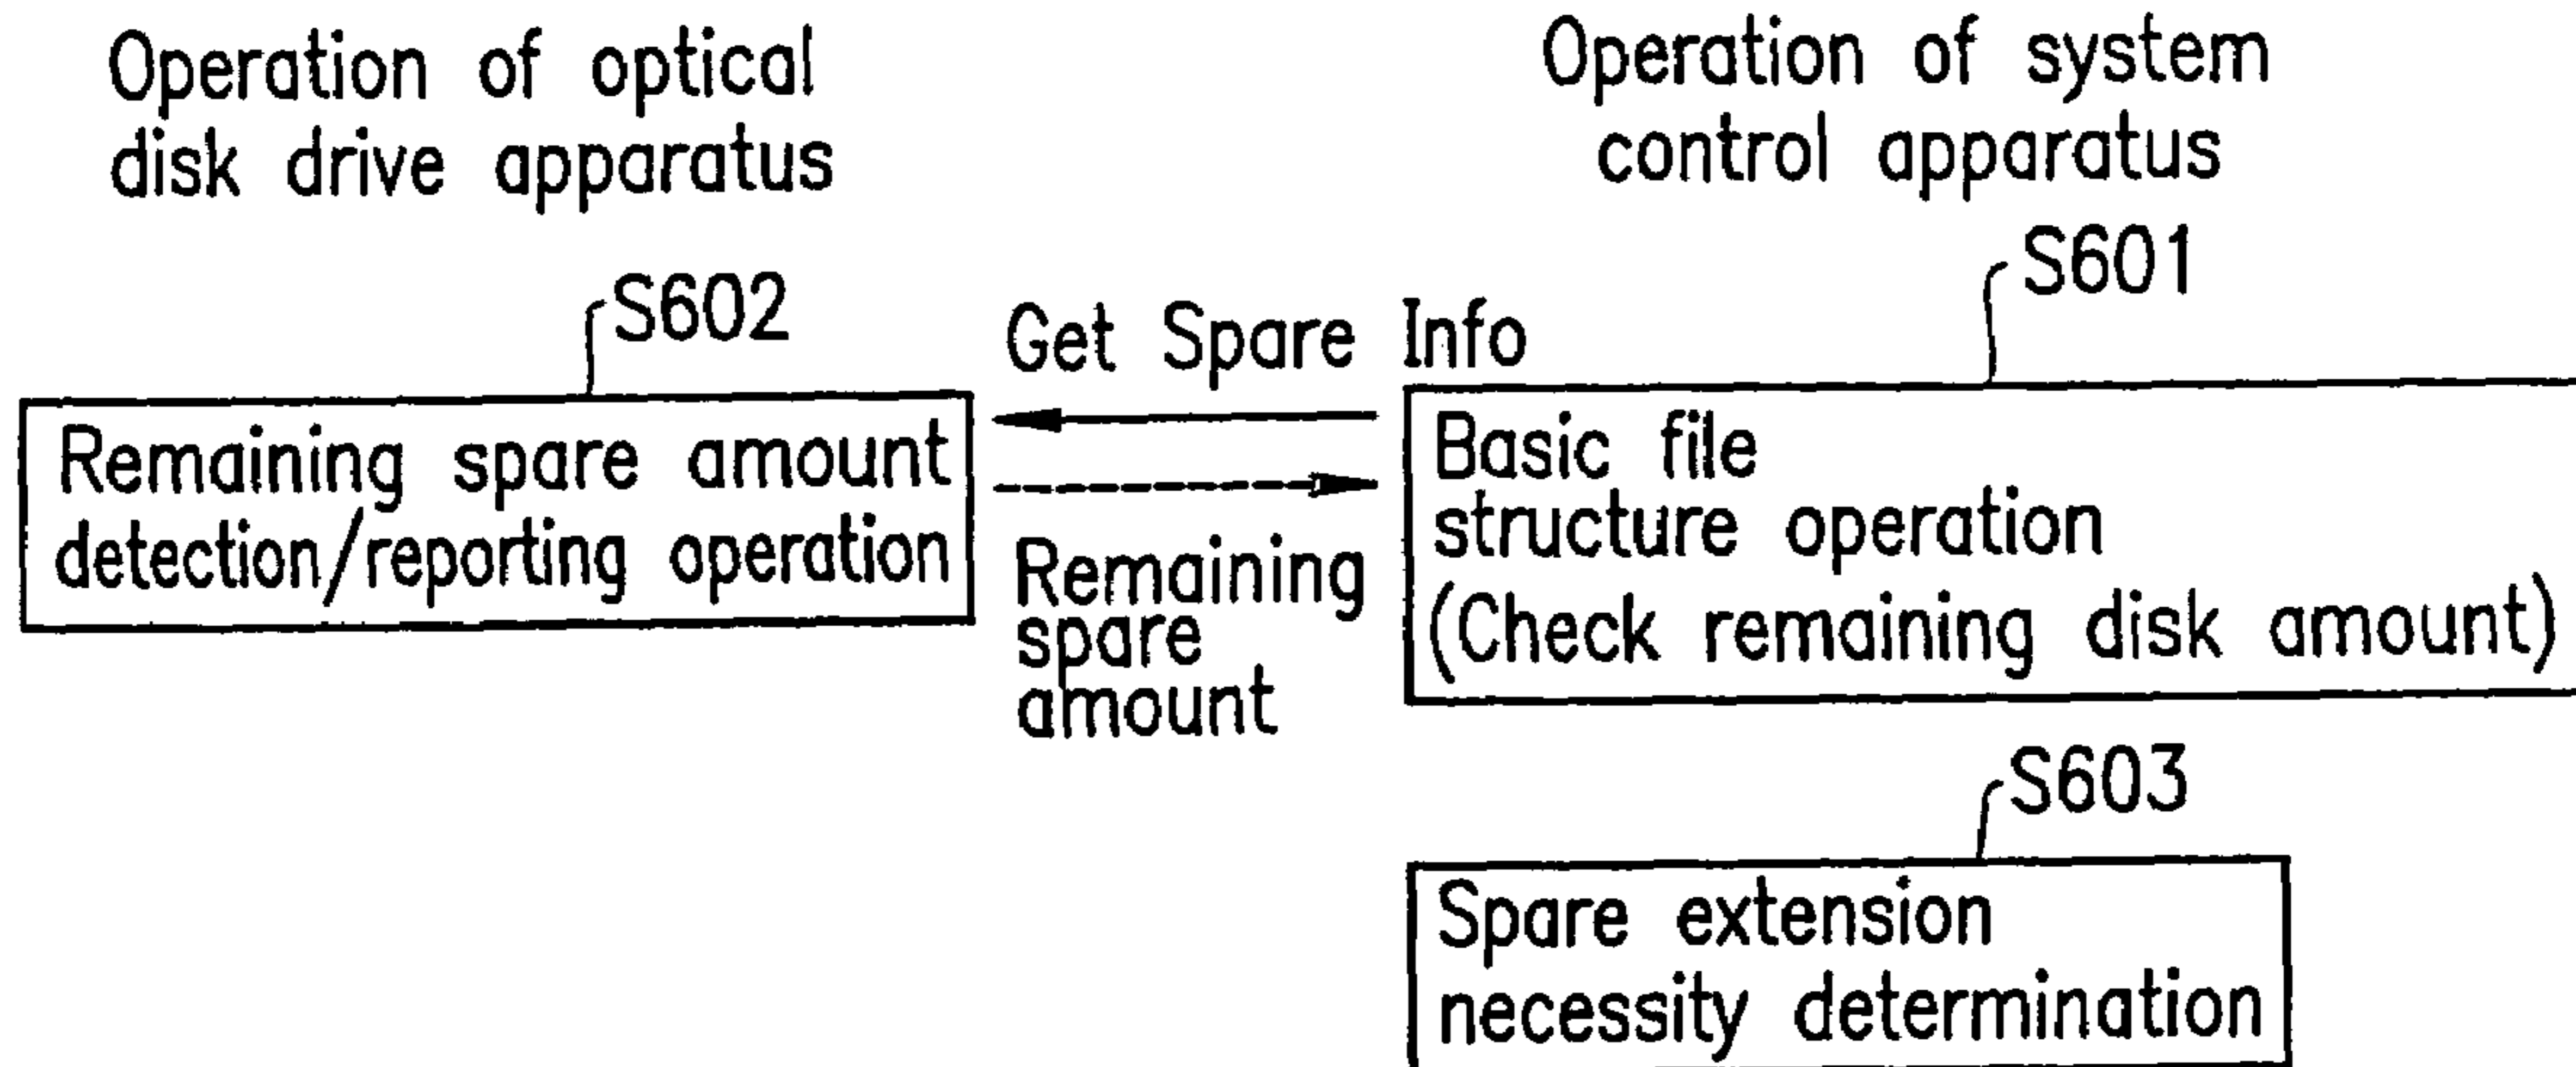 Operation of optical
disk drive apparatus
Operation of system
control apparatus
S601
S602
Get Spare Info
Remaining spare amount
detection/reporting operation
Remaining
spare
amount
Basic file
structure operation
(Check remaining disk amount)
S603
Spare extension
necessity determination